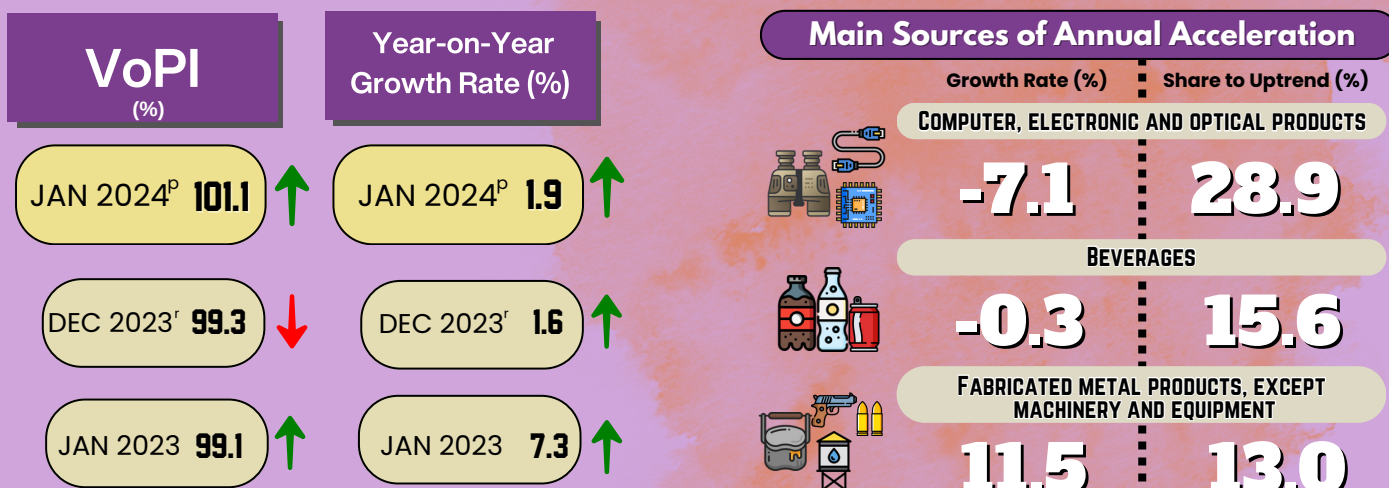 VoPI
(%)
JAN 2024ᵖ 101.1
DEC 2023ʳ 99.3
JAN 2023 99.1
Year-on-Year
Growth Rate (%)
JAN 2024ᵖ 1.9
DEC 2023ʳ 1.6
JAN 2023 7.3
Main Sources of Annual Acceleration
Growth Rate (%) Share to Uptrend (%)
COMPUTER, ELECTRONIC AND OPTICAL PRODUCTS
-7.1 28.9
BEVERAGES
-0.3 15.6
FABRICATED METAL PRODUCTS, EXCEPT
MACHINERY AND EQUIPMENT
11.5 13.0